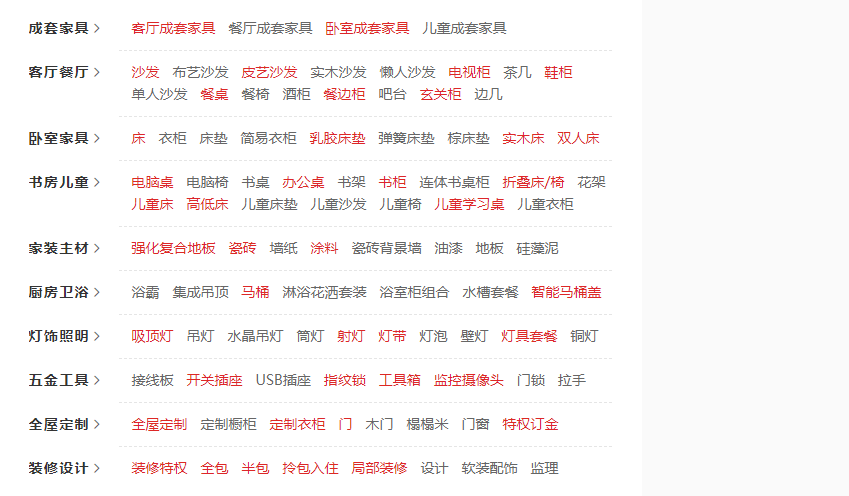 成套家具 > 客厅成套家具 餐厅成套家具 卧室成套家具 儿童成套家具
客厅餐厅 > 沙发 布艺沙发 皮艺沙发 实木沙发 懒人沙发 电视柜 茶几 鞋柜
单人沙发 餐桌 餐椅 酒柜 餐边柜 吧台 玄关柜 边几
卧室家具 > 床 衣柜 床垫 简易衣柜 乳胶床垫 弹簧床垫 棕床垫 实木床 双人床
书房儿童 > 电脑桌 电脑椅 书桌 办公桌 书架 书柜 连体书桌柜 折叠床/椅 花架
儿童床 高低床 儿童床垫 儿童沙发 儿童椅 儿童学习桌 儿童衣柜
家装主材 > 强化复合地板 瓷砖 墙纸 涂料 瓷砖背景墙 油漆 地板 硅藻泥
厨房卫浴 > 浴霸 集成吊顶 马桶 淋浴花洒套装 浴室柜组合 水槽套餐 智能马桶盖
灯饰照明 > 吸顶灯 吊灯 水晶吊灯 筒灯 射灯 灯带 灯泡 壁灯 灯具套餐 铜灯
五金工具 > 接线板 开关插座 USB插座 指纹锁 工具箱 监控摄像头 门锁 拉手
全屋定制 > 全屋定制 定制橱柜 定制衣柜 门 木门 榻榻米 门窗 特权订金
装修设计 > 装修特权 全包 半包 拎包入住 局部装修 设计 软装配饰 监理